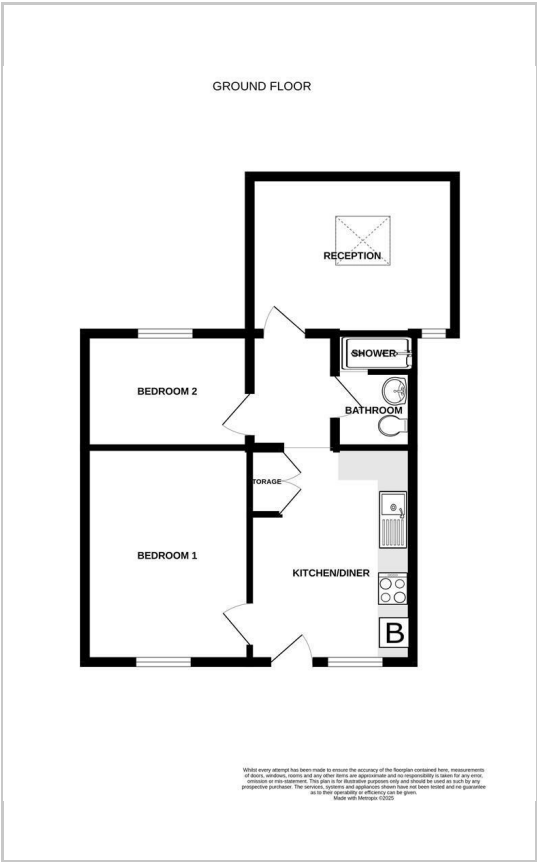 GROUND FLOOR
RECEPTION
SHOWER
BEDROOM 2
BATHROOM
TORAGE
BEDROOM 1
KITCHEN/DINER
B
Whilst every attempt has been made to ensure the accuracy of the floorplan contained here, measurements
of doors, windows, rooms and any other items are approximate and no responsibility is taken for any error,
omission or mis-statement. This plan is for illustrative purposes only and should be used as such by any
prospective purchaser. The services, systems and appliances shown have not been tested and no guarantee
as to their operability or efficiency can be given.
Made with Metropix ©2025